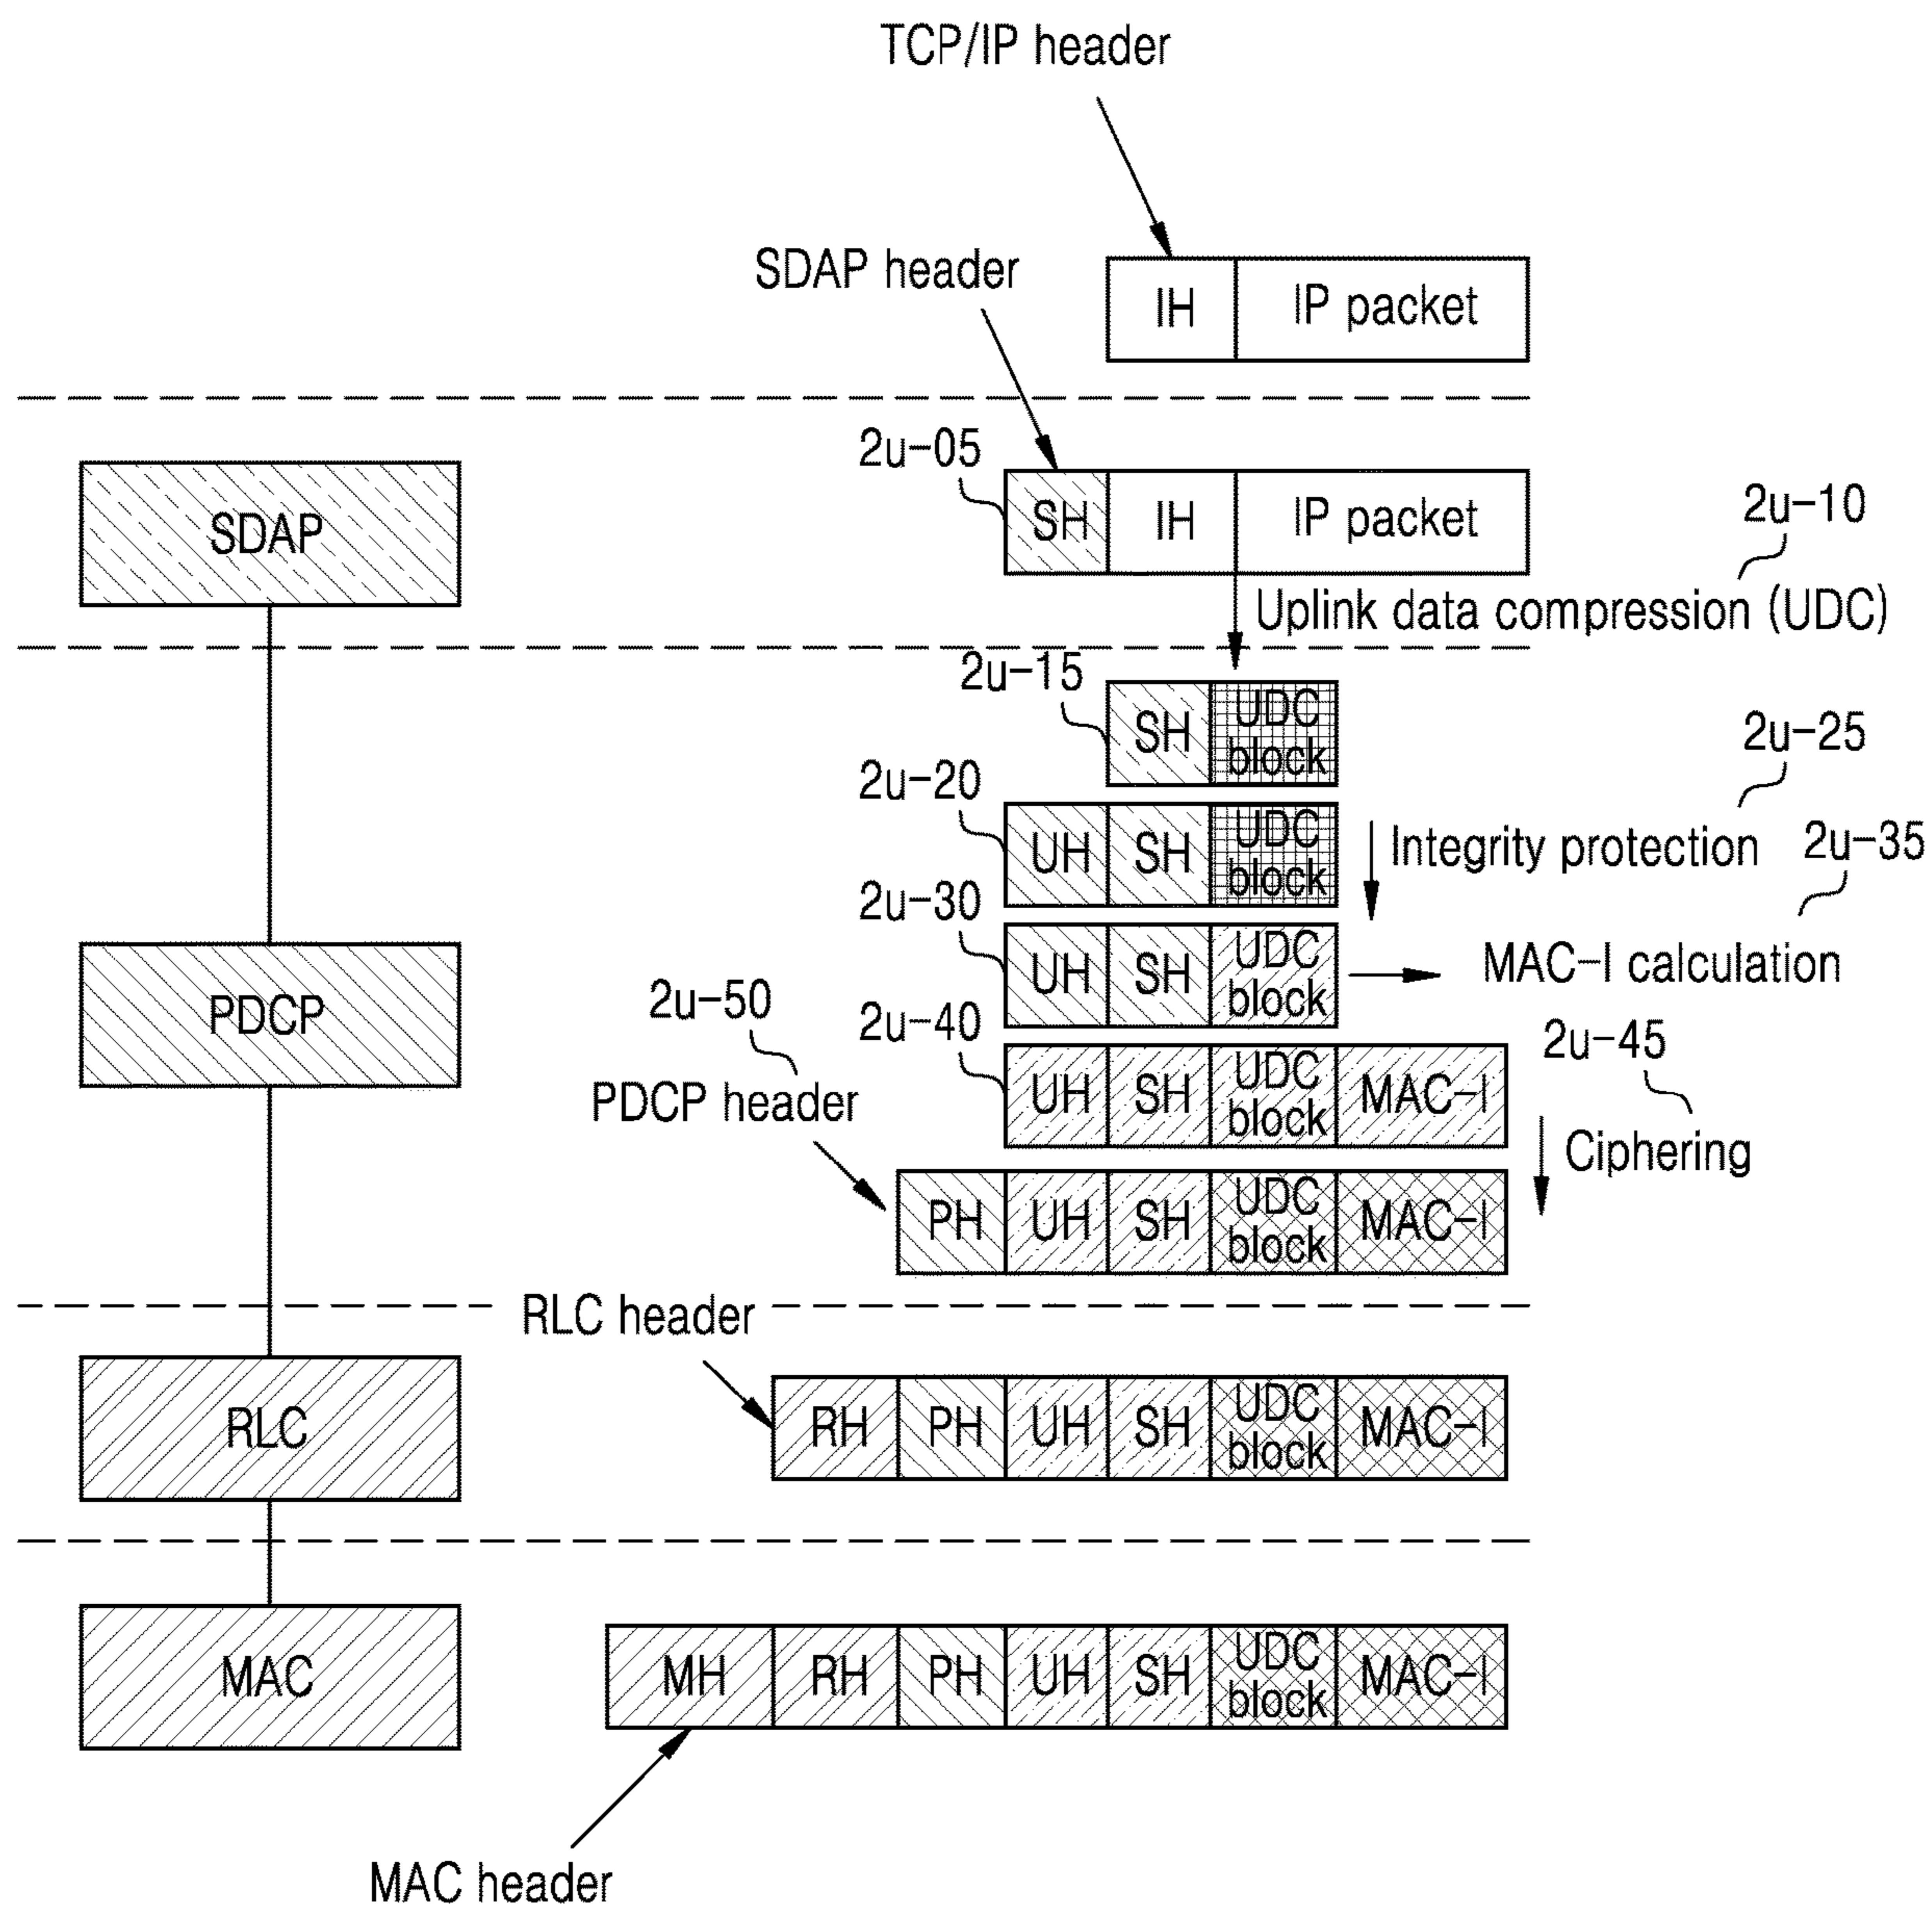 TCP/IP header
SDAP header
IH IP packet
2u-05
SDAP
SH IH IP packet
2u-10
Uplink data compression (UDC)
2u-15
SH UDC
block
2u-25
2u-20
UH SH UDC
block
Integrity protection
2u-35
2u-30
UH SH UDC
block
MAC-I calculation
PDCP
2u-50
2u-40
2u-45
PDCP header
UH SH UDC
block MAC-I
Ciphering
PH UH SH UDC
block MAC-I
RLC header
RLC
RH PH UH SH UDC
block MAC-I
MAC
MH RH PH UH SH UDC
block MAC-I
MAC header